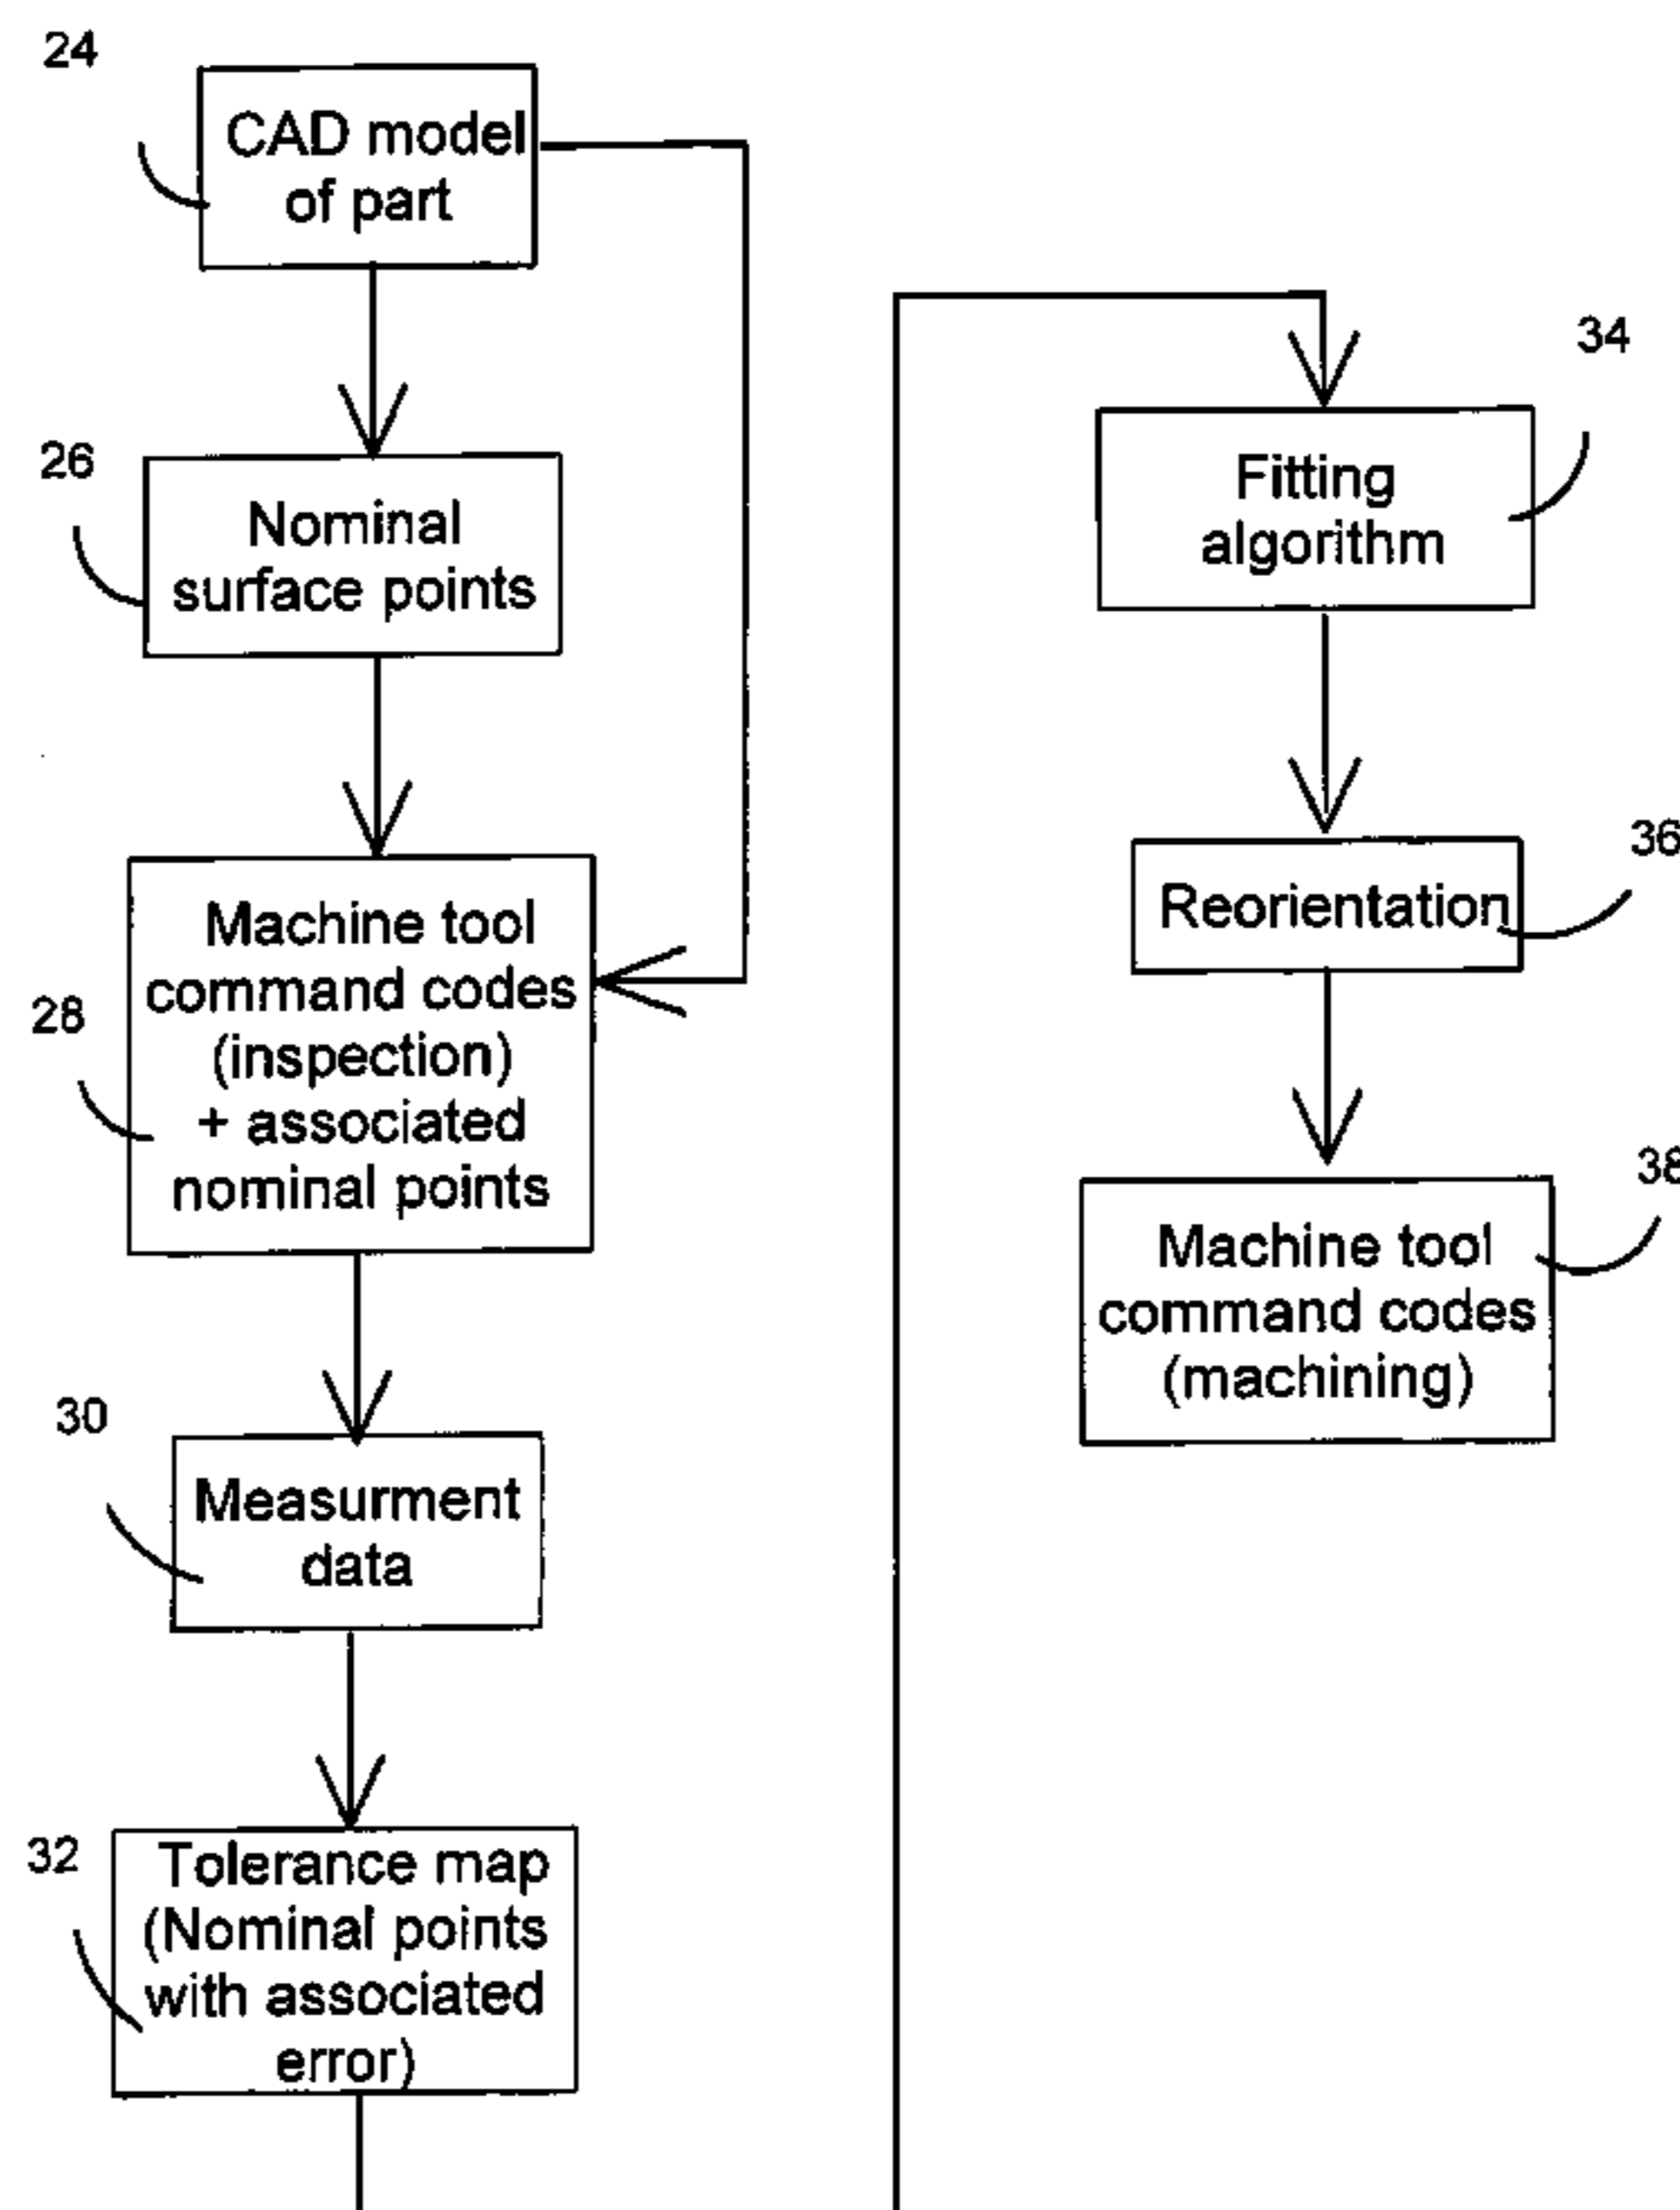 24
CAD model
of part
26
Nominal
surface points
28
Machine tool
command codes
(inspection)
+ associated
nominal points
30
Measurment
data
32
Tolerance map
(Nominal points
with associated
error)
34
Fitting
algorithm
36
Reorientation
38
Machine tool
command codes
(machining)